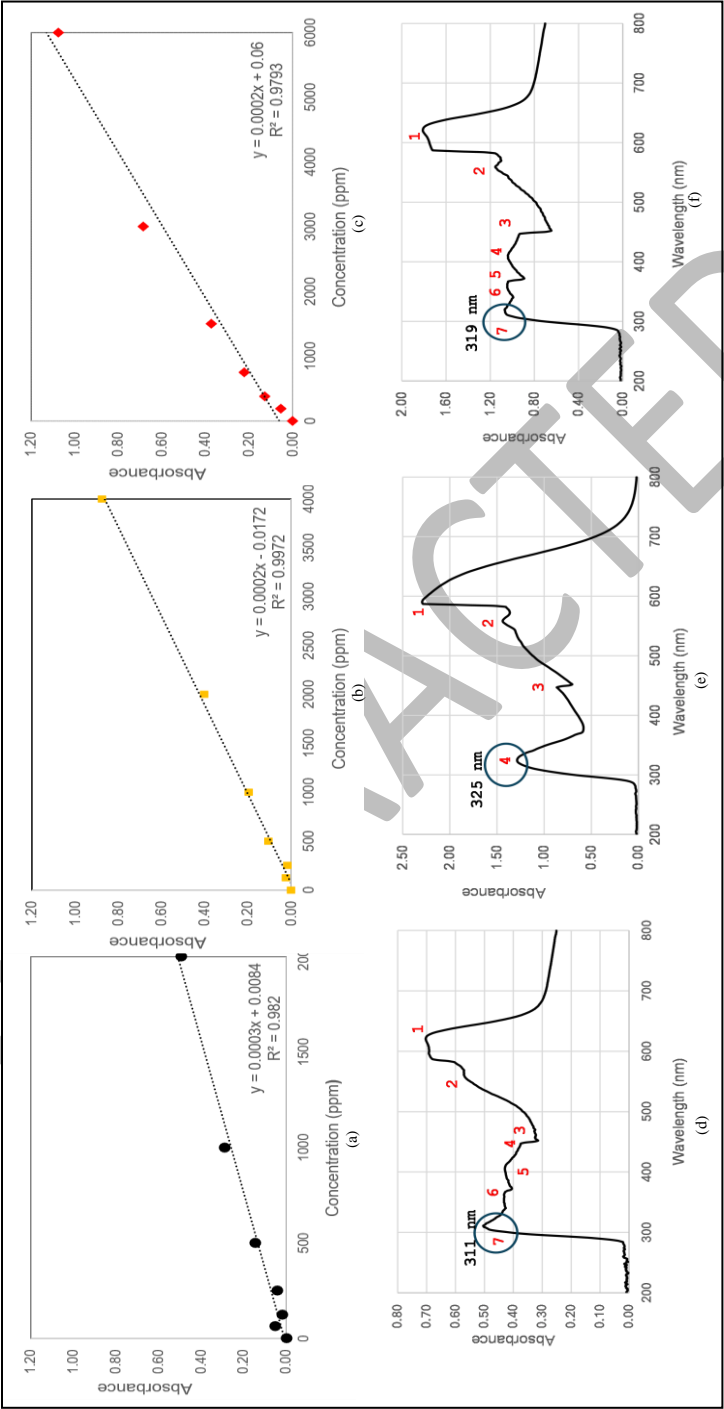 1.20
1.00
0.80
0.60
0.40
0.20
0.00
Absorbance
y = 0.0003x + 0.0084
R² = 0.982
0 500 1000 1500 200
Concentration (ppm)
(a)
1.20
1.00
0.80
0.60
0.40
0.20
0.00
Absorbance
y = 0.0002x - 0.0172
R² = 0.9972
0 500 1000 1500 2000 2500 3000 3500 4000
Concentration (ppm)
(b)
1.20
1.00
0.80
0.60
0.40
0.20
0.00
Absorbance
y = 0.0002x + 0.06
R² = 0.9793
0 1000 2000 3000 4000 5000 6000
Concentration (ppm)
(c)
0.80
0.70
0.60
0.50
0.40
0.30
0.20
0.10
0.00
Absorbance
311 nm
7 6 5 4 3 2 1
200 300 400 500 600 700 800
Wavelength (nm)
(d)
2.50
2.00
1.50
1.00
0.50
0.00
Absorbance
325 nm
4 3 2 1
200 300 400 500 600 700 800
Wavelength (nm)
(e)
2.00
1.60
1.20
0.80
0.40
0.00
Absorbance
319 nm
7 6 5 4 3 2 1
200 300 400 500 600 700 800
Wavelength (nm)
(f)
ACTED